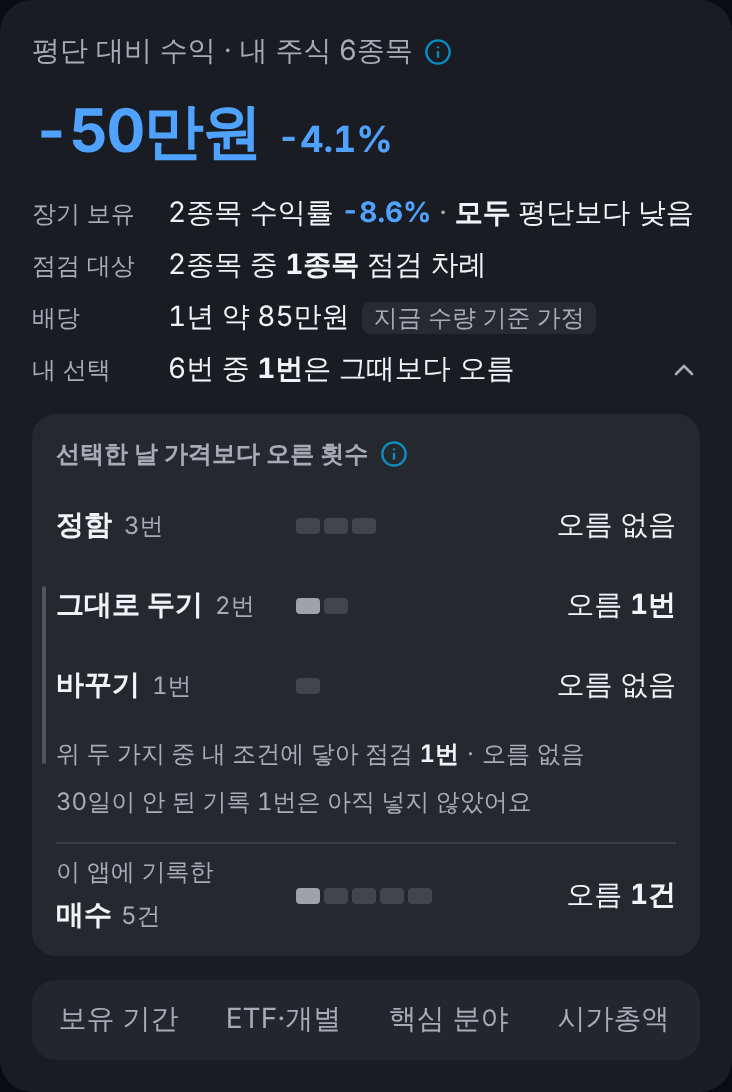 평단 대비 수익 · 내 주식 6종목
-50만원 -4.1%
장기 보유 2종목 수익률 -8.6% · 모두 평단보다 낮음
점검 대상 2종목 중 1종목 점검 차례
배당 1년 약 85만원 지금 수량 기준 가정
내 선택 6번 중 1번은 그때보다 오름
선택한 날 가격보다 오른 횟수
정함 3번 오름 없음
그대로 두기 2번 오름 1번
바꾸기 1번 오름 없음
위 두 가지 중 내 조건에 닿아 점검 1번 · 오름 없음
30일이 안 된 기록 1번은 아직 넣지 않았어요
이 앱에 기록한
매수 5건 오름 1건
보유 기간 ETF·개별 핵심 분야 시가총액